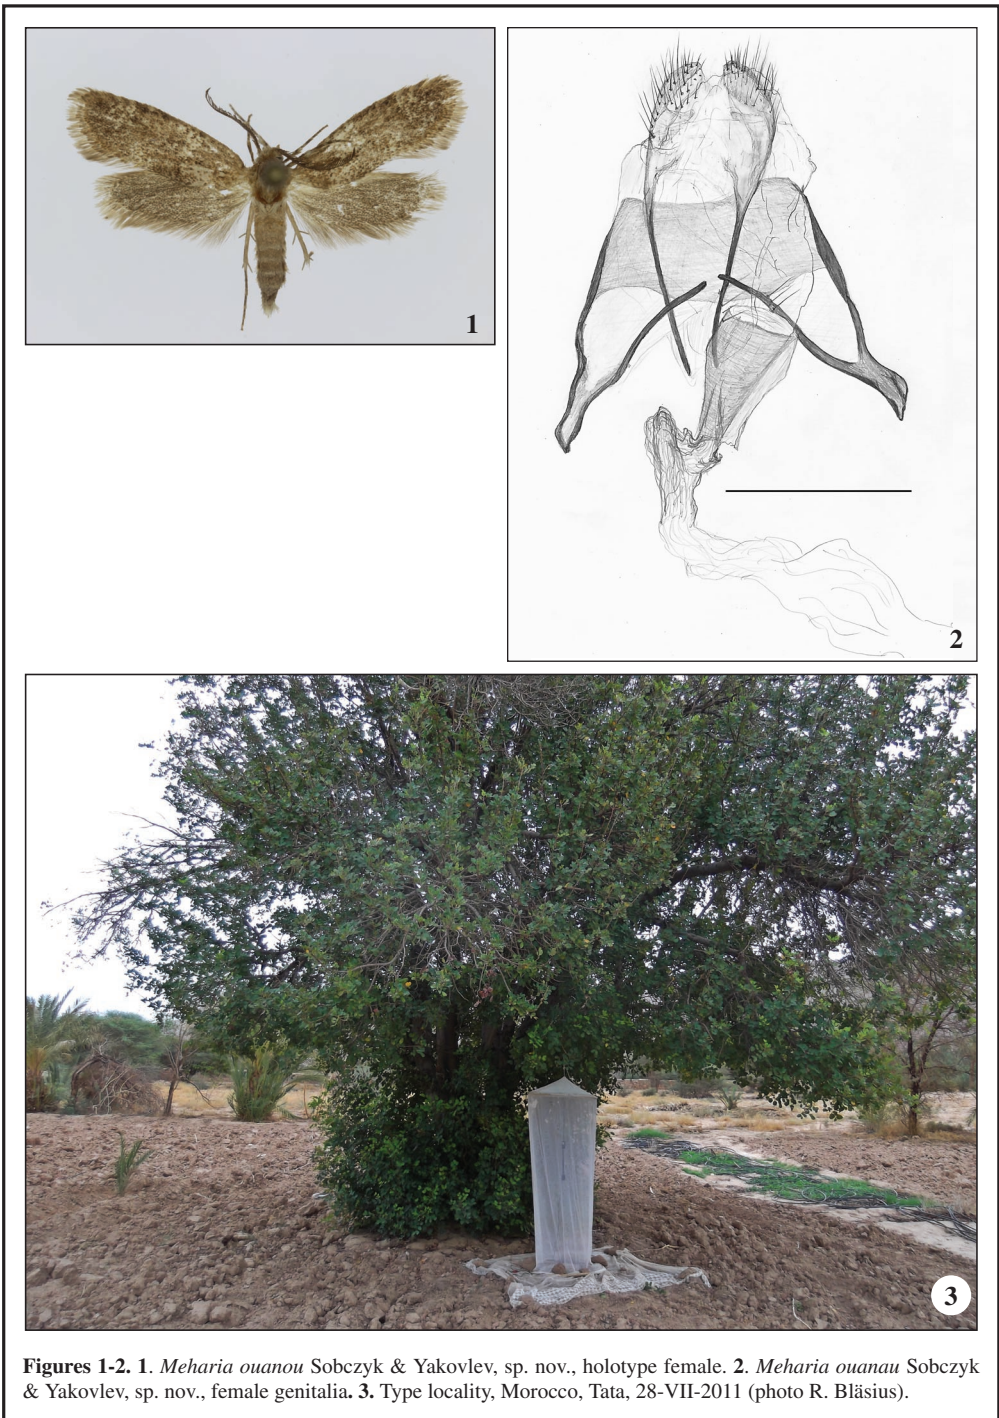 1
2
3
Figures 1-2. 1. Meharia ouanou Sobczyk & Yakovlev, sp. nov., holotype female. 2. Meharia ouanau Sobczyk
& Yakovlev, sp. nov., female genitalia. 3. Type locality, Morocco, Tata, 28-VII-2011 (photo R. Bläsius).